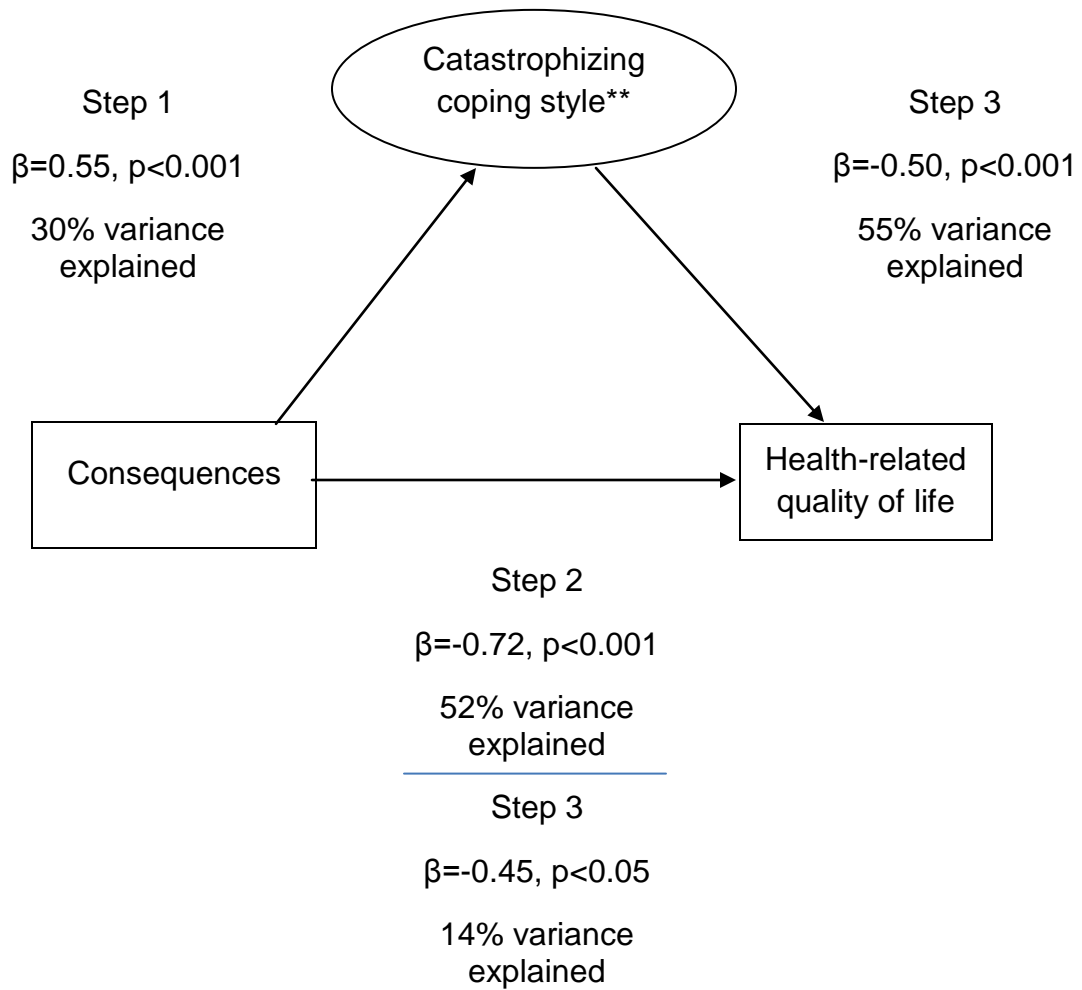 Catastrophizing
coping style**
Step 1
β=0.55, p<0.001
30% variance
explained
Step 3
β=-0.50, p<0.001
55% variance
explained
Consequences
Health-related
quality of life
Step 2
β=-0.72, p<0.001
52% variance
explained
Step 3
β=-0.45, p<0.05
14% variance
explained